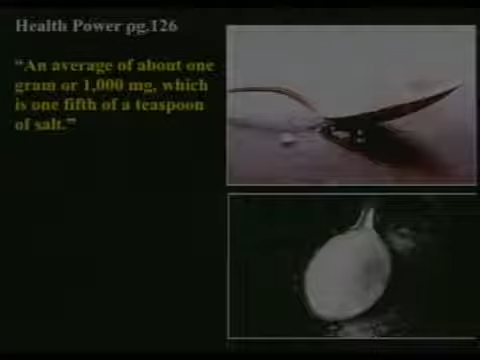 Health Power pg.126
"An average of about one
gram or 1,000 mg, which
is one fifth of a teaspoon
of salt."